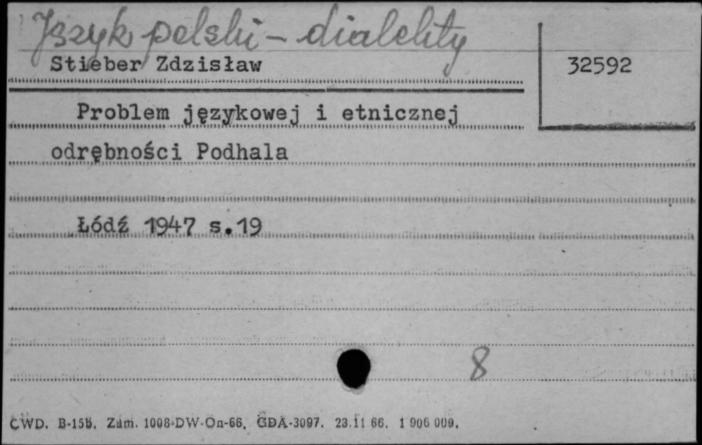 Język polski - dialekty
Stieber Zdzisław
32592
Problem językowej i etnicznej
odrębności Podhala
Łódź 1947 s.19
8
CWD. B-15b. Zam. 1008-DW-On-66. GDA-3097. 23.11 66. 1 906 000.